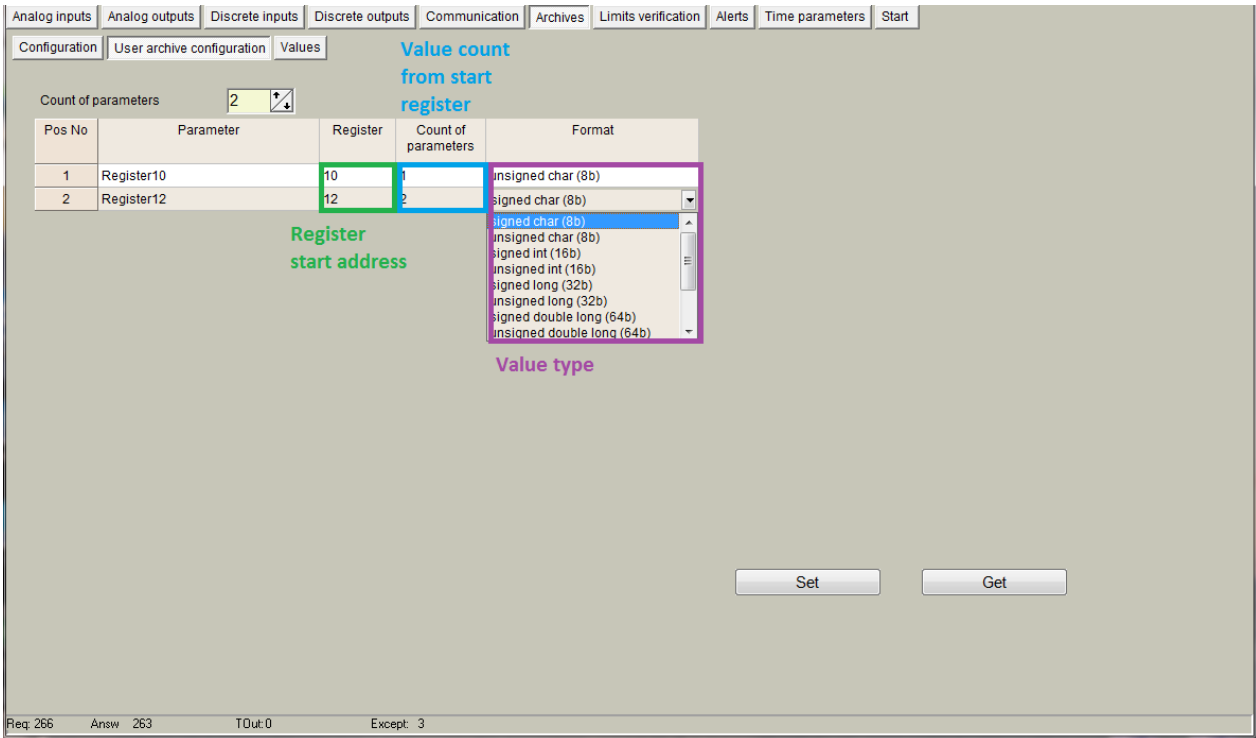 Analog inputs Analog outputs Discrete inputs Discrete outputs Communication Archives Limits verification Alerts Time parameters Start
Configuration User archive configuration Values
Value count
from start
register
Count of parameters 2
Pos No Parameter Register Count of parameters Format
1 Register10 10 1 unsigned char (8b)
2 Register12 12 2 signed char (8b)
signed char (8b)
unsigned char (8b)
signed int (16b)
unsigned int (16b)
signed long (32b)
unsigned long (32b)
signed double long (64b)
unsigned double long (64b)
Register
start address
Value type
Set Get
Req: 266 Answ 263 TOut: 0 Except: 3